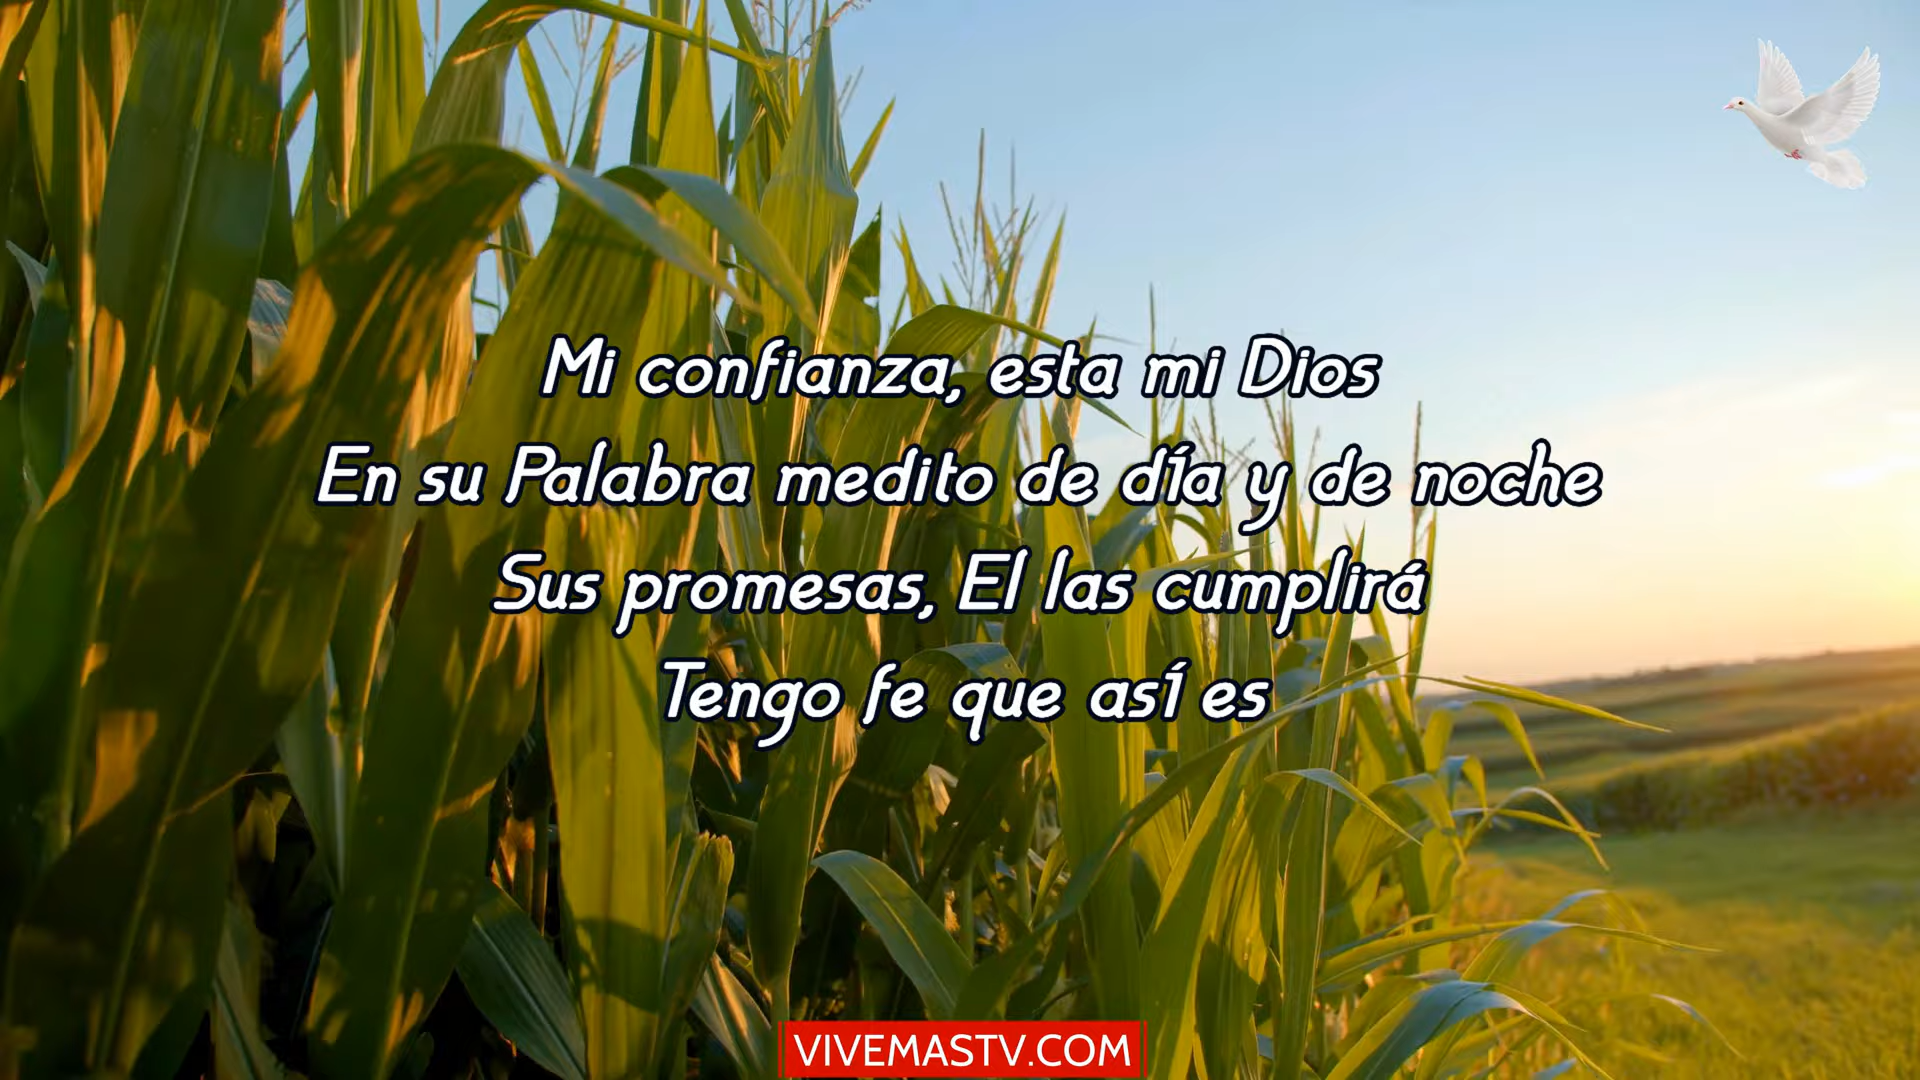 Mi confianza, esta mi Dios
En su Palabra medito de día y de noche
Sus promesas, El las cumplirá
Tengo fe que así es
VIVEMASTV.COM